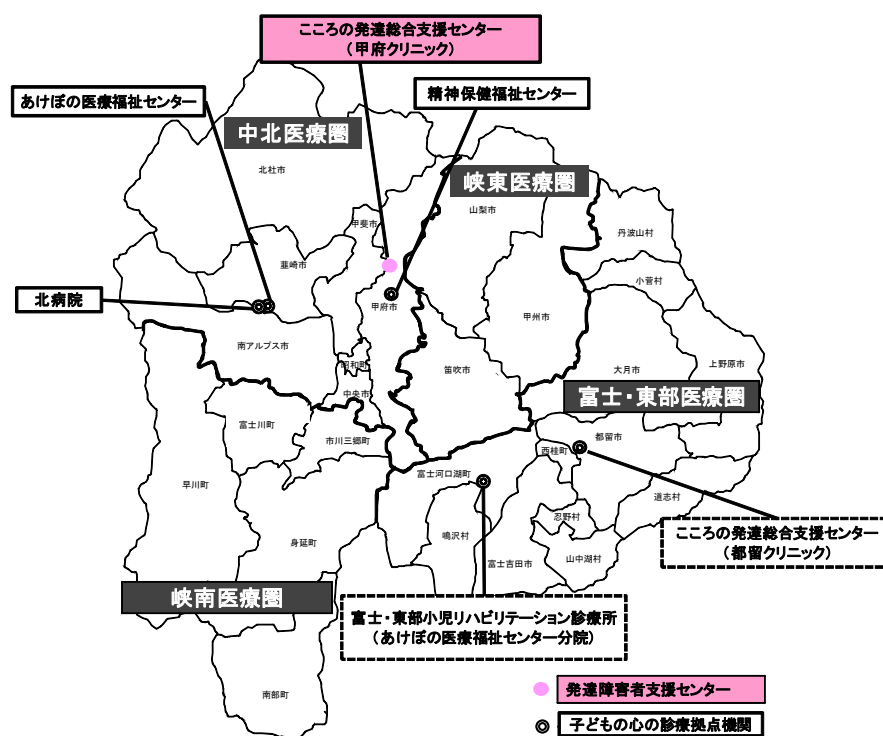 こころの発達総合支援センター
（甲府クリニック）
あけぼの医療福祉センター
精神保健福祉センター
中北医療圏
北杜市
峡東医療圏
山梨市
甲斐市
丹波山村
韮崎市
小菅村
北病院
甲府市
甲州市
南アルプス市
昭和町
笛吹市
大月市
上野原市
中央市
富士・東部医療圏
富士川町
市川三郷町
都留市
西桂町
早川町
富士河口湖町
道志村
忍野村
鳴沢村
身延町
富士吉田市
山中湖村
こころの発達総合支援センター
（都留クリニック）
峡南医療圏
富士・東部小児リハビリテーション診療所
（あけぼの医療福祉センター分院）
南部町
発達障害者支援センター
子どもの心の診療拠点機関